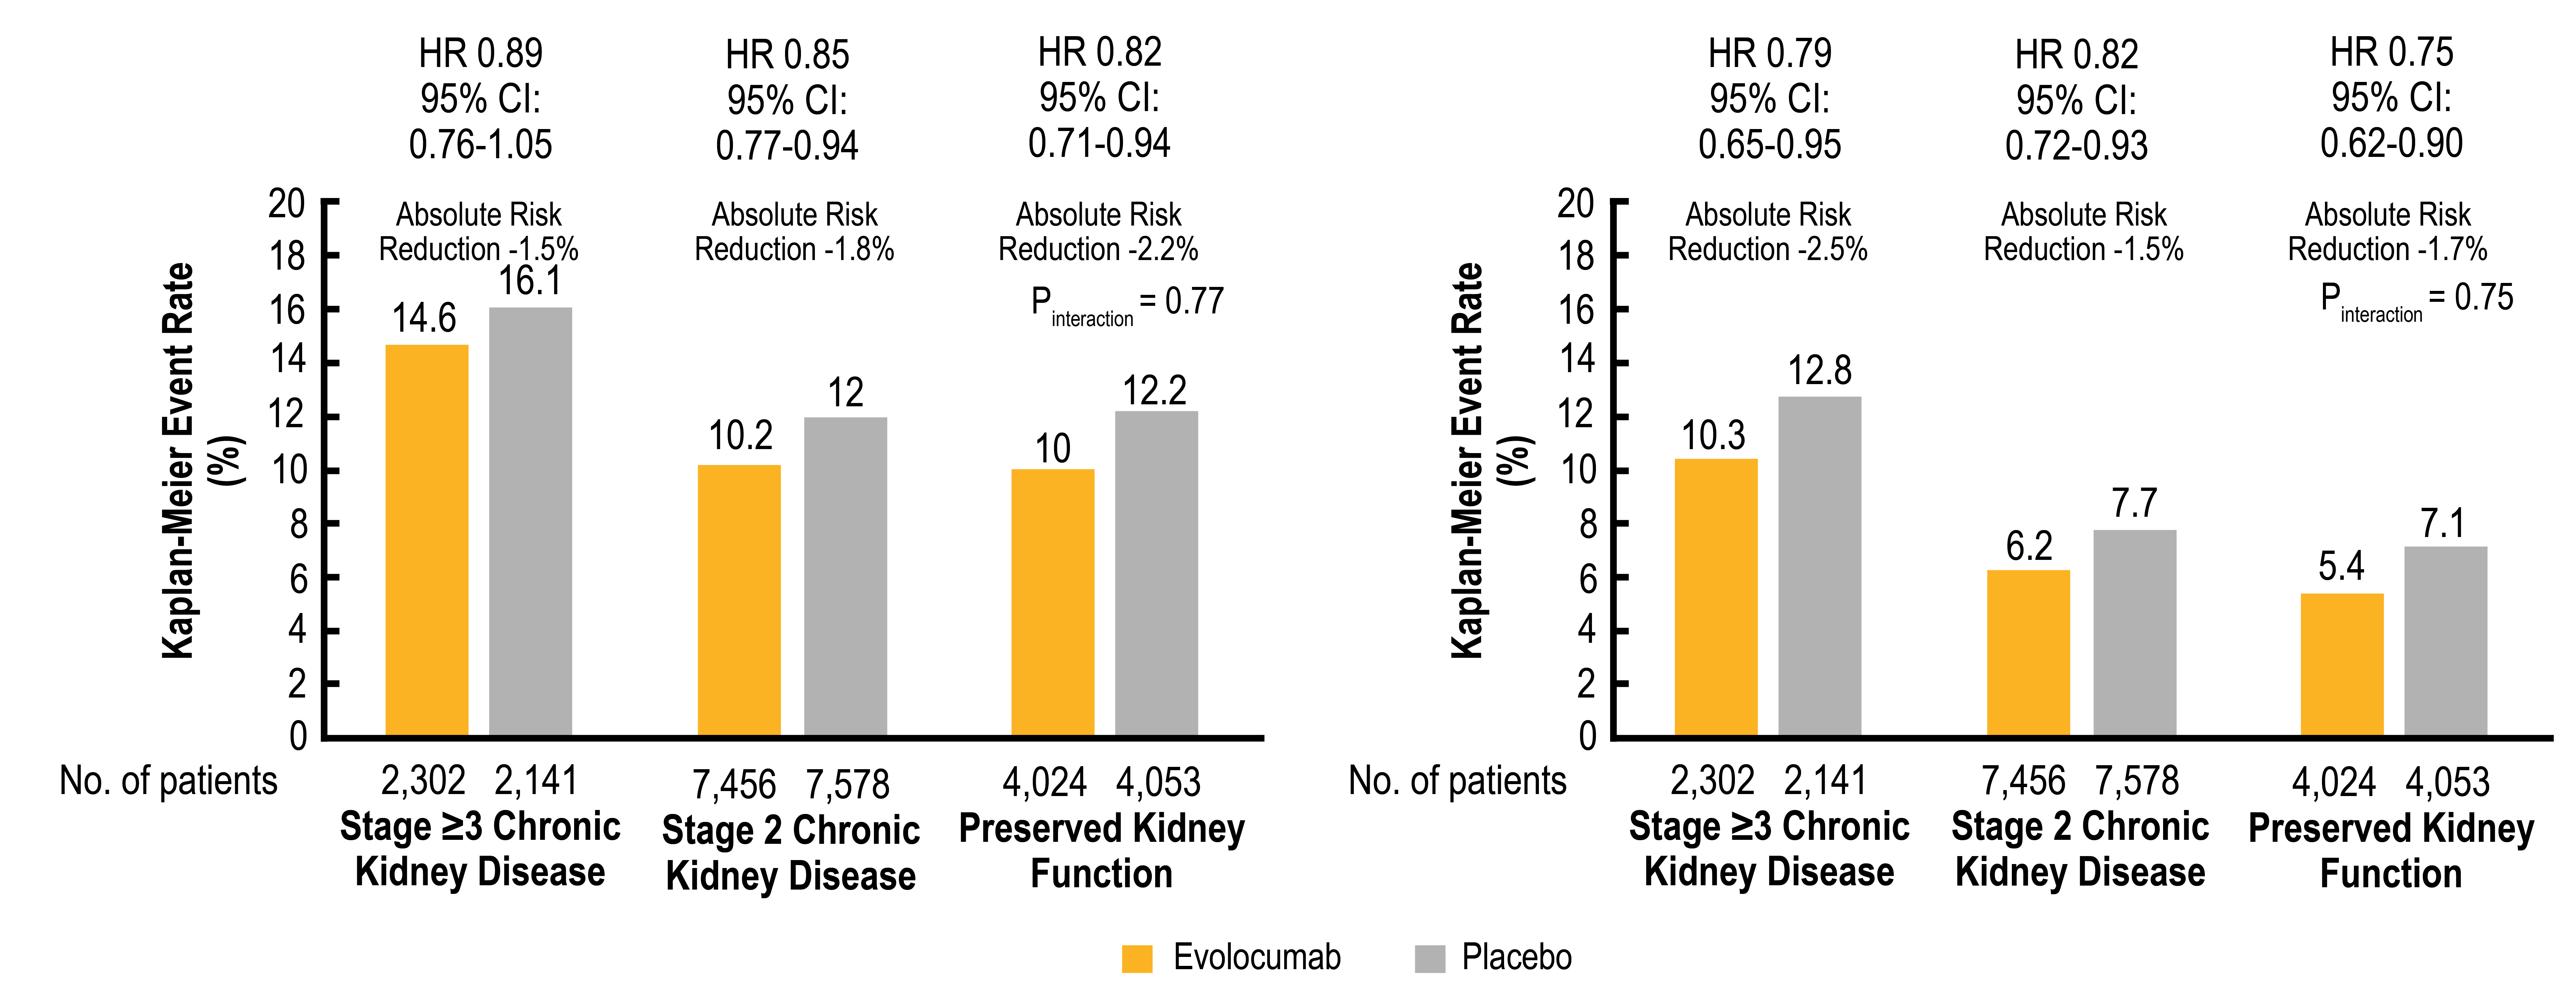 HR 0.89
95% CI:
0.76-1.05
HR 0.85
95% CI:
0.77-0.94
HR 0.82
95% CI:
0.71-0.94
Kaplan-Meier Event Rate
(%)
20
18
16
14
12
10
8
6
4
2
0
Absolute Risk
Reduction -1.5%
Absolute Risk
Reduction -1.8%
Absolute Risk
Reduction -2.2%
Pinteraction = 0.77
14.6
16.1
10.2
12
10
12.2
No. of patients
2,302 2,141
7,456 7,578
4,024 4,053
Stage ≥3 Chronic
Kidney Disease
Stage 2 Chronic
Kidney Disease
Preserved Kidney
Function
HR 0.79
95% CI:
0.65-0.95
HR 0.82
95% CI:
0.72-0.93
HR 0.75
95% CI:
0.62-0.90
Kaplan-Meier Event Rate
(%)
20
18
16
14
12
10
8
6
4
2
0
Absolute Risk
Reduction -2.5%
Absolute Risk
Reduction -1.5%
Absolute Risk
Reduction -1.7%
Pinteraction = 0.75
10.3
12.8
6.2
7.7
5.4
7.1
No. of patients
2,302 2,141
7,456 7,578
4,024 4,053
Stage ≥3 Chronic
Kidney Disease
Stage 2 Chronic
Kidney Disease
Preserved Kidney
Function
Evolocumab
Placebo